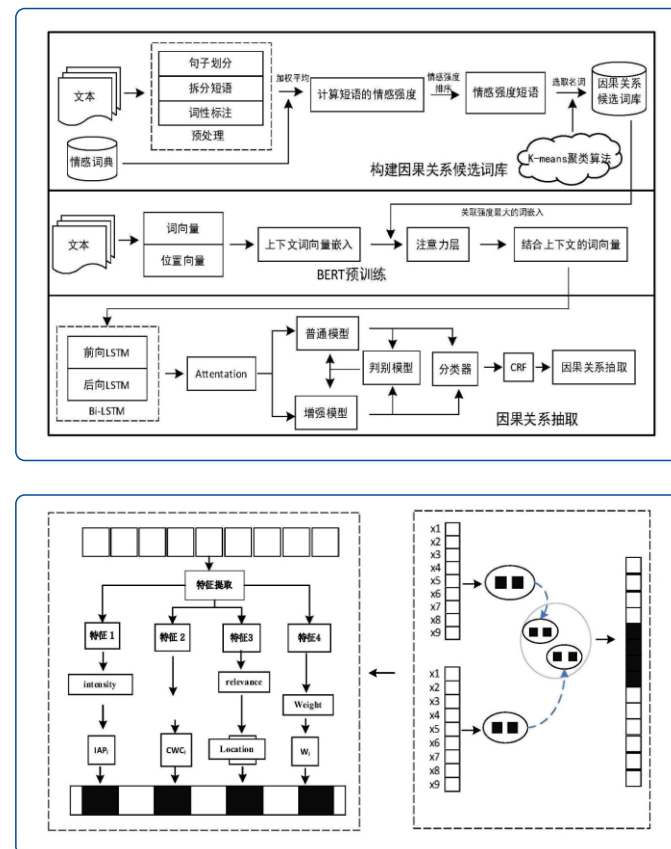 句子划分
加权平均
情感强度
排序
选取名词
因果关系
候选词库
文本
拆分短语
计算短语的情感强度
情感强度短语
词性标注
预处理
情感词典
K-means聚类算法
构建因果关系候选词库
关联强度最大的词嵌入
文本
词向量
位置向量
上下文词向量嵌入
注意力层
结合上下文的词向量
BERT预训练
前向LSTM
后向LSTM
Bi-LSTM
Attentation
普通模型
判别模型
增强模型
分类器
CRF
因果关系抽取
因果关系抽取
特征提取
特征 1
特征 2
特征3
特征4
intensity
relevance
Weight
IAPi
CWCi
Location
Wi
x1
x2
x3
x4
x5
x6
x7
x8
x9
x1
x2
x3
x4
x5
x6
x7
x8
x9